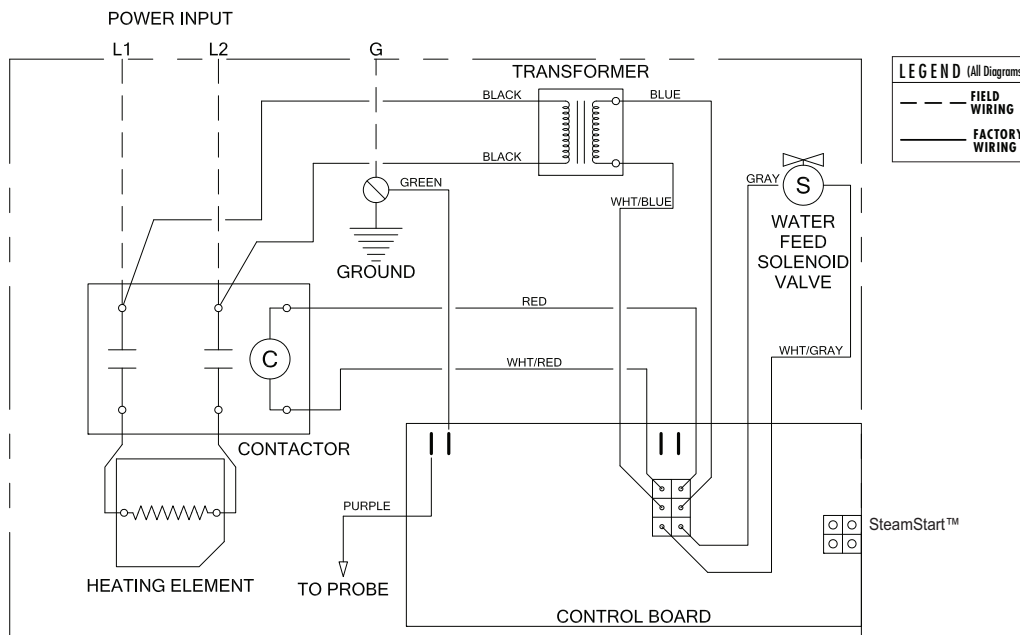 POWER INPUT
L1
L2
G
TRANSFORMER
LEGEND (All Diagrams
FIELD
WIRING
FACTORY
WIRING
BLACK
BLUE
BLACK
GREEN
WHT/BLUE
GRAY
S
WATER
FEED
SOLENOID
VALVE
GROUND
RED
C
WHT/RED
WHT/GRAY
CONTACTOR
PURPLE
SteamStart™
HEATING ELEMENT
TO PROBE
CONTROL BOARD